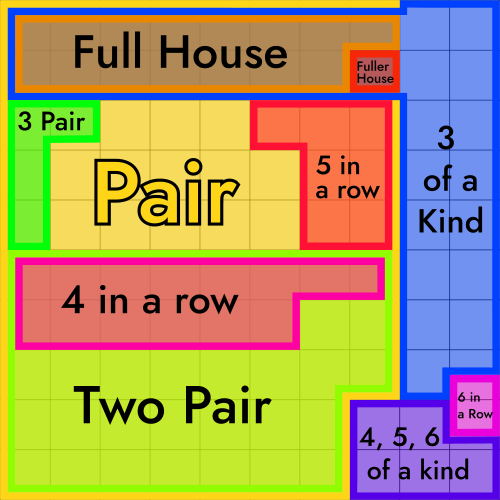 Full House
Fuller
House
3 Pair
Pair
5 in
a row
3
of a
Kind
4 in a row
Two Pair
6 in
a Row
4, 5, 6
of a kind